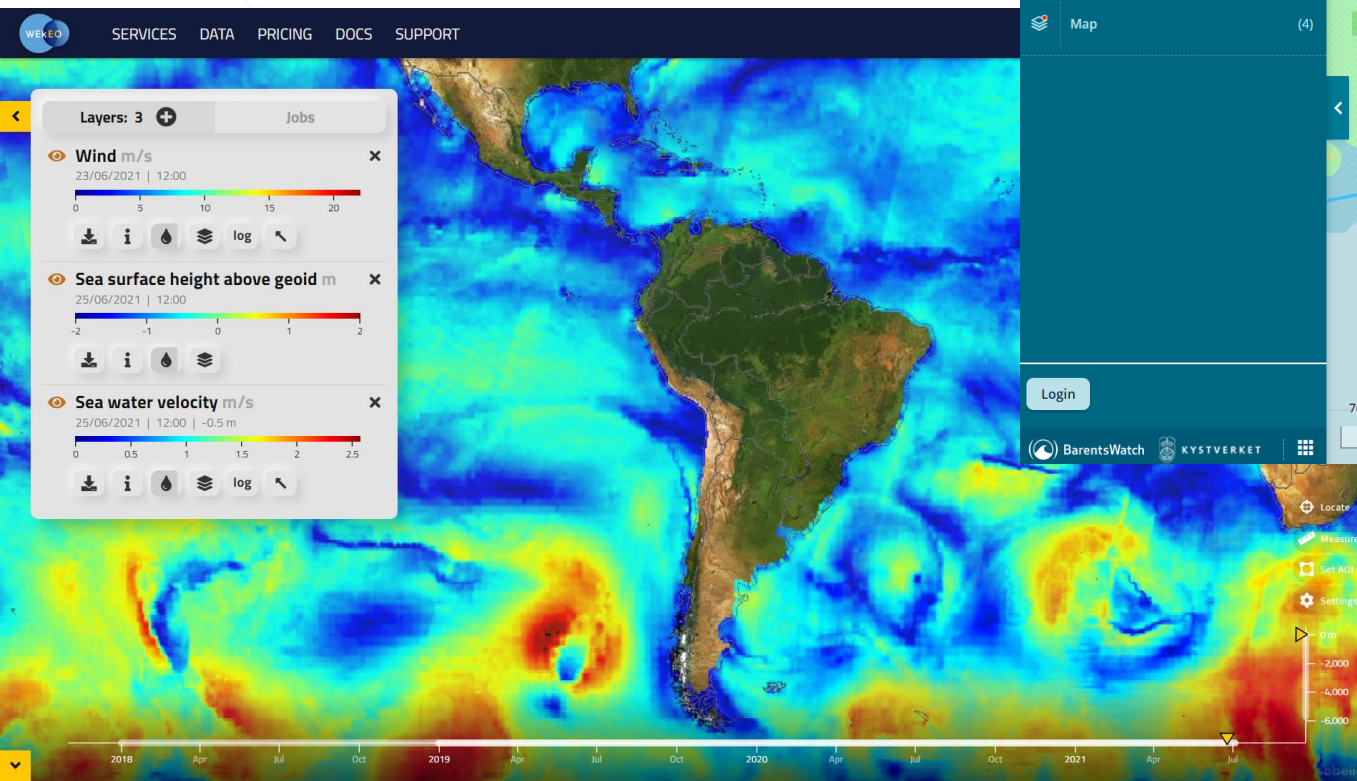 WEkEO
SERVICES DATA PRICING DOCS SUPPORT
Map (4)
Layers: 3 Jobs
Wind m/s
23/06/2021 | 12:00
0 5 10 15 20
log
Sea surface height above geoid m
25/06/2021 | 12:00
-2 -1 0 1 2
Sea water velocity m/s
25/06/2021 | 12:00 | -0.5 m
0 0.5 1 1.5 2 2.5
log
Login
BarentsWatch KYSTVERKET
Locate
Measure
Set AOI
Settings
0 m
-2,000
-4,000
-6,000
2018 Apr Jul Oct 2019 Apr Jul Oct 2020 Apr Jul Oct 2021 Apr Jul